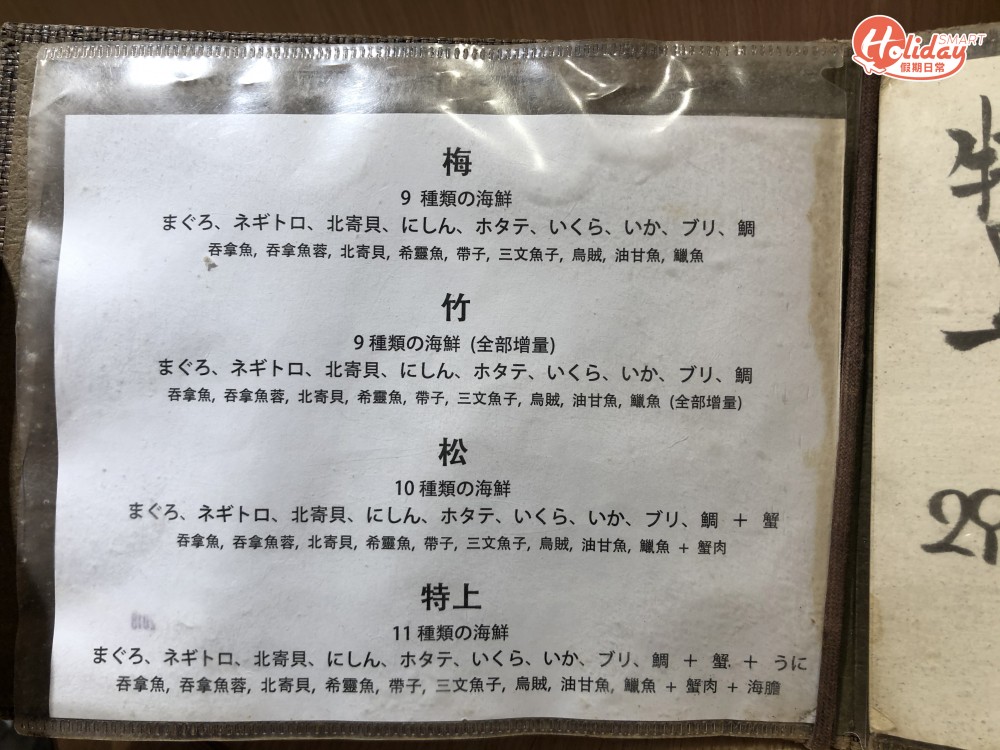 Holiday
SMART
假期日常
梅
9 種類の海鮮
まぐろ、ネギトロ、北寄貝、にしん、ホタテ、いくら、いか、ブリ、鯛
吞拿魚, 吞拿魚蓉, 北寄貝, 希靈魚, 帶子, 三文魚子, 烏賊, 油甘魚, 鱲魚
竹
9 種類の海鮮 (全部增量)
まぐろ、ネギトロ、北寄貝、にしん、ホタテ、いくら、いか、ブリ、鯛
吞拿魚, 吞拿魚蓉, 北寄貝, 希靈魚, 帶子, 三文魚子, 烏賊, 油甘魚, 鱲魚 (全部增量)
松
10 種類の海鮮
まぐろ、ネギトロ、北寄貝、にしん、ホタテ、いくら、いか、ブリ、鯛 + 蟹
吞拿魚, 吞拿魚蓉, 北寄貝, 希靈魚, 帶子, 三文魚子, 烏賊, 油甘魚, 鱲魚 + 蟹肉
特上
11 種類の海鮮
まぐろ、ネギトロ、北寄貝、にしん、ホタテ、いくら、いか、ブリ、鯛 + 蟹 + うに
吞拿魚, 吞拿魚蓉, 北寄貝, 希靈魚, 帶子, 三文魚子, 烏賊, 油甘魚, 鱲魚 + 蟹肉 + 海膽